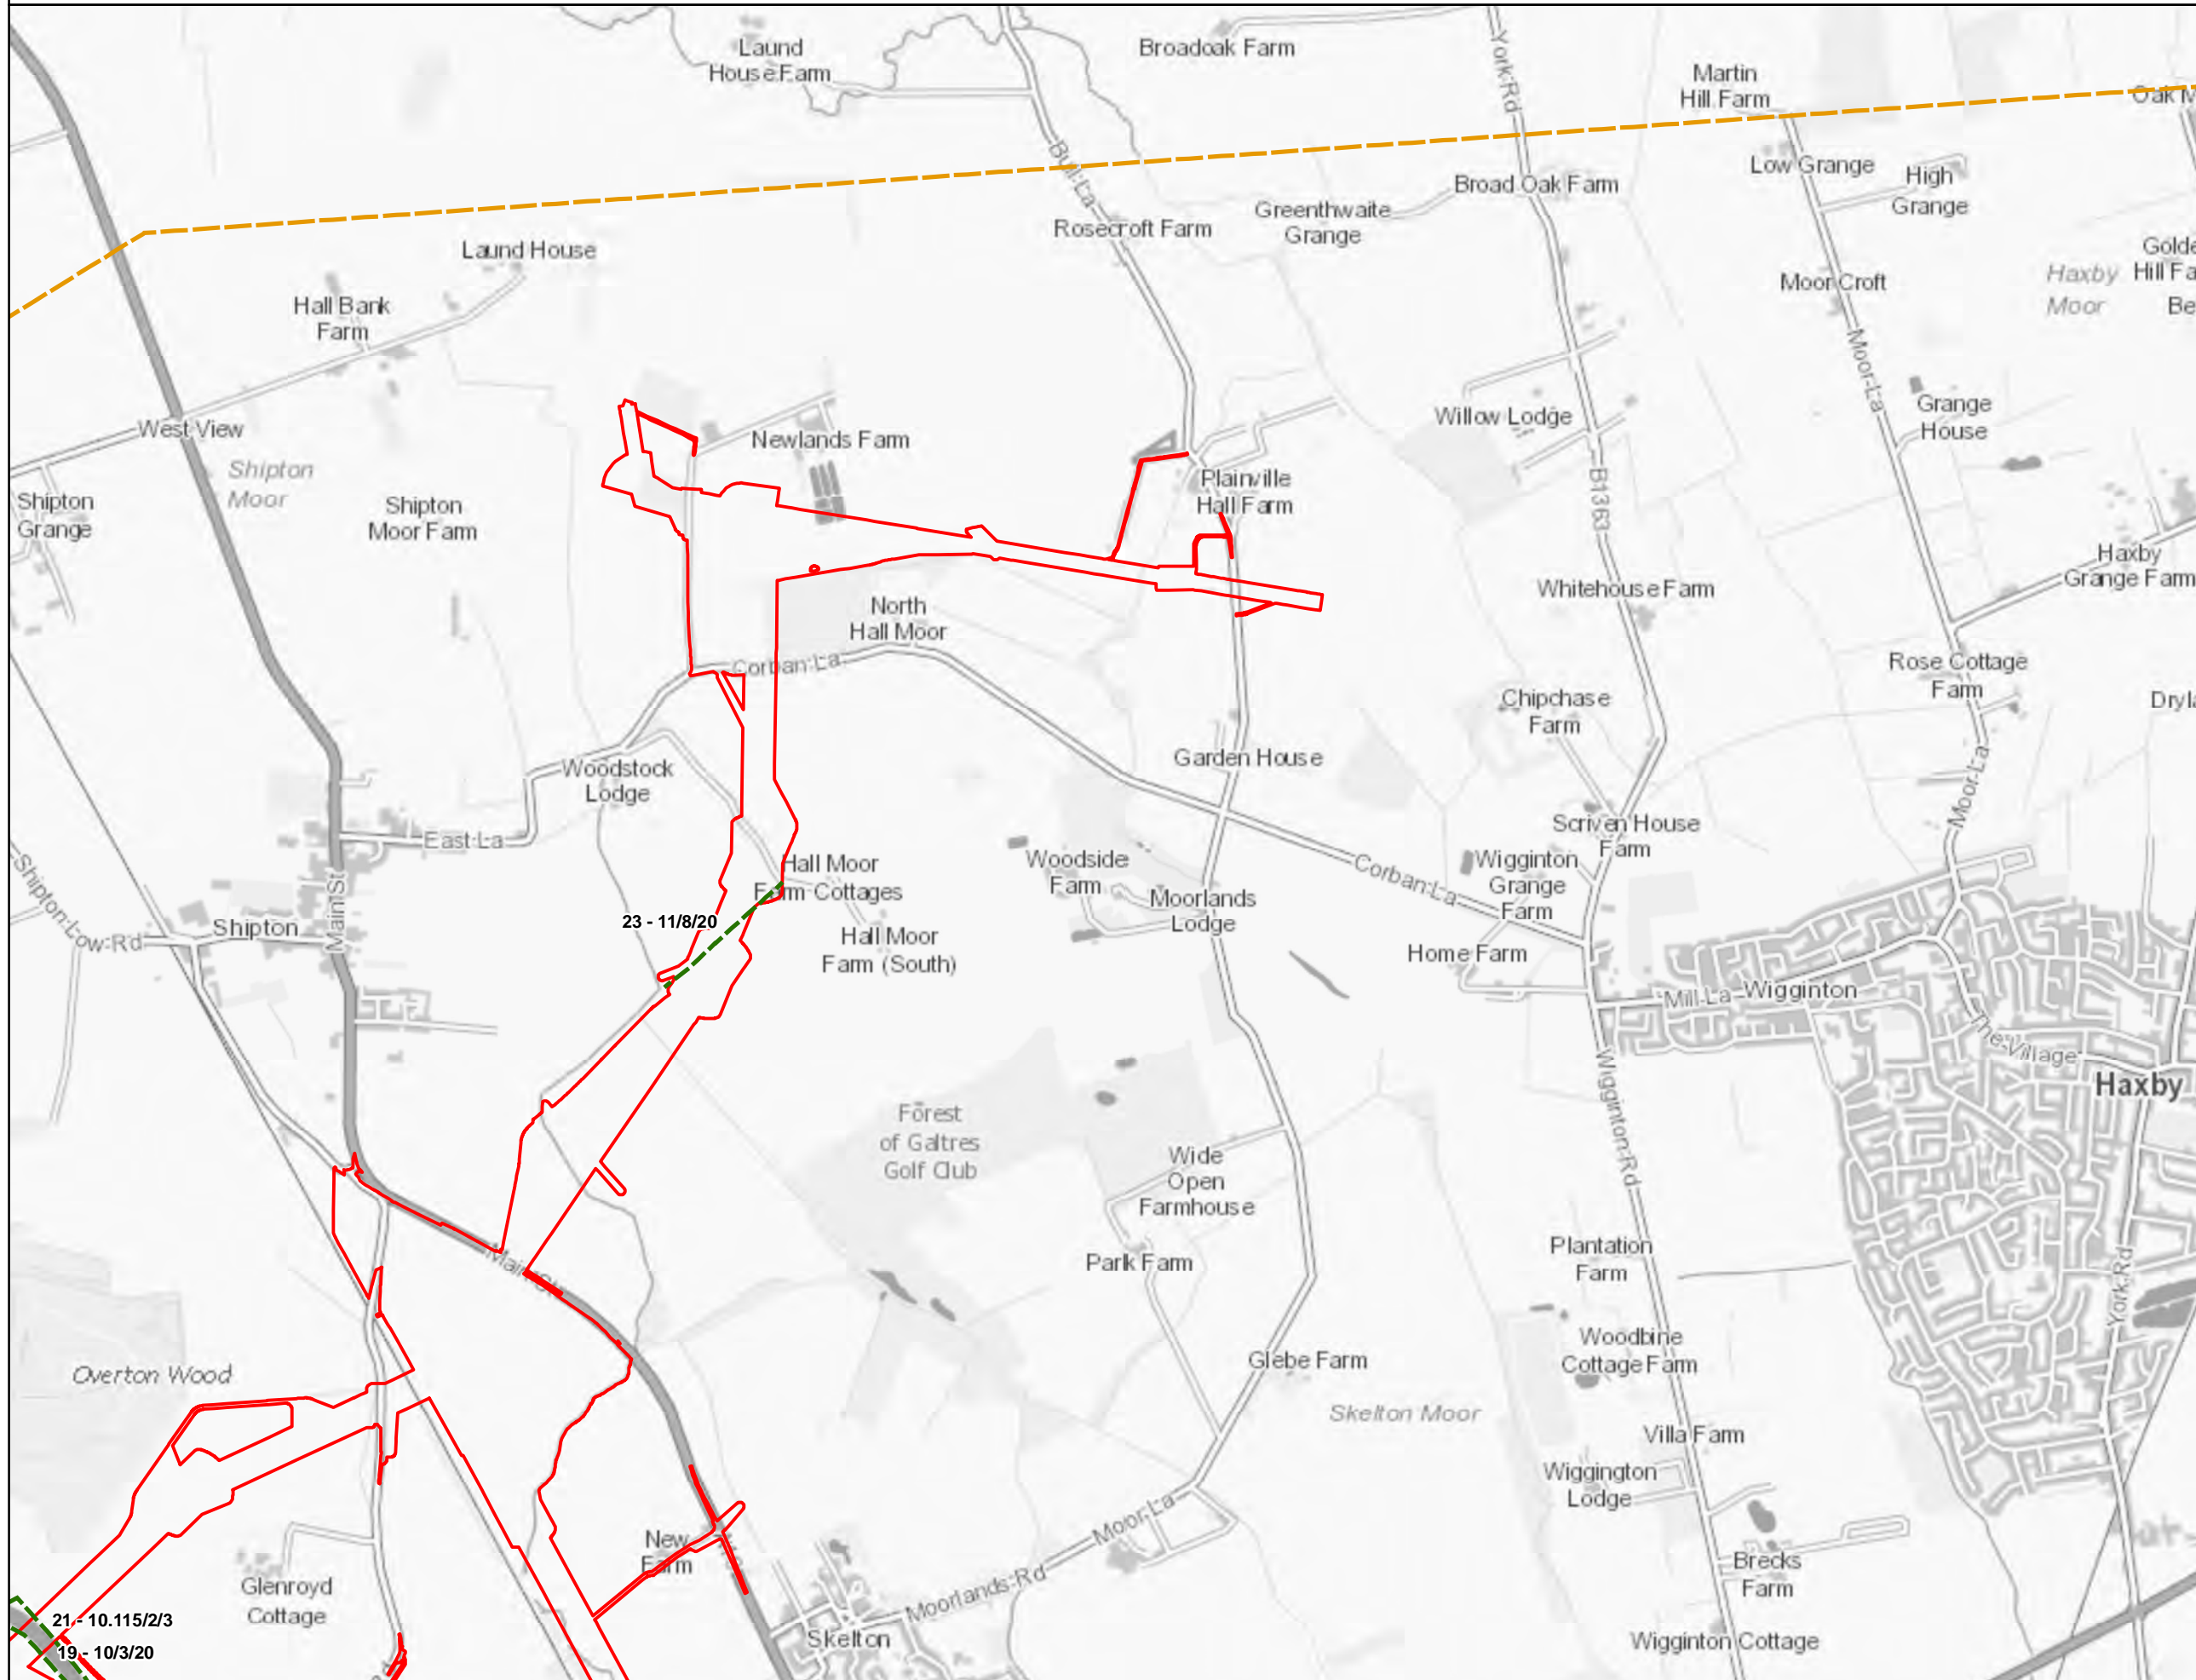 Laund
House Farm
Broadoak Farm
York Rd
Martin
Hill Farm
Bull La
Low Grange
High
Grange
Broad Oak Farm
Greenthwaite
Grange
Rosecroft Farm
Laund House
Hall Bank
Farm
Moor Croft
Haxby
Moor
Moor La
West View
Shipton
Moor
Shipton
Grange
Shipton
Moor Farm
Newlands Farm
Willow Lodge
Grange
House
Plainville
Hall Farm
B1363
Haxby
Grange Farm
Whitehouse Farm
North
Hall Moor
Corban La
Rose Cottage
Farm
Chipchase
Farm
Garden House
Woodstock
Lodge
Moor La
East La
Scriven House
Farm
Shipton Low Rd
Main St
Hall Moor
Farm Cottages
Woodside
Farm
Moorlands
Lodge
Corban La
Wigginton
Grange
Farm
23 - 11/8/20
Shipton
Hall Moor
Farm (South)
Home Farm
Mill La
Wigginton
The Village
Haxby
Wigginton Rd
Forest
of Galtres
Golf Club
Wide
Open
Farmhouse
Park Farm
Plantation
Farm
Main St
York Rd
Woodbine
Cottage Farm
Overton Wood
Glebe Farm
Skelton Moor
Villa Farm
Wiggington
Lodge
Moor La
New
Farm
Brecks
Farm
Glenroyd
Cottage
Moorlands Rd
21 - 10.115/2/3
19 - 10/3/20
Skelton
Wigginton Cottage